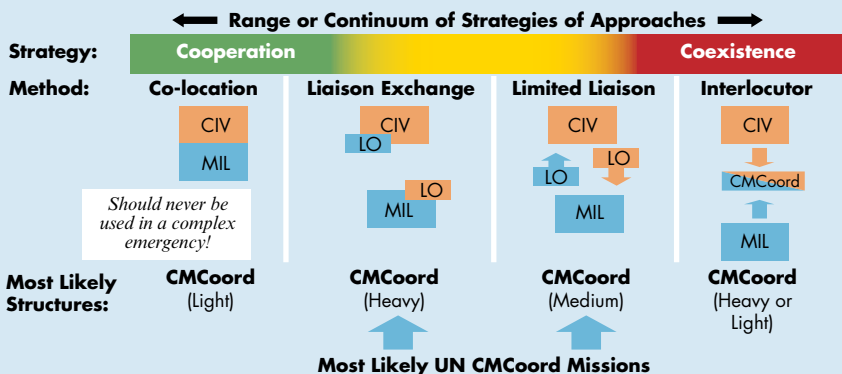 Range or Continuum of Strategies of Approaches
Strategy: Cooperation Coexistence
Method: Co-location Liaison Exchange Limited Liaison Interlocutor
CIV CIV CIV CIV
LO LO
MIL LO CMCoord
LO
Should never be
used in a complex
emergency!
MIL MIL MIL
Most Likely
Structures:
CMCoord CMCoord CMCoord CMCoord
(Light) (Heavy) (Medium) (Heavy or
Light)
Most Likely UN CMCoord Missions